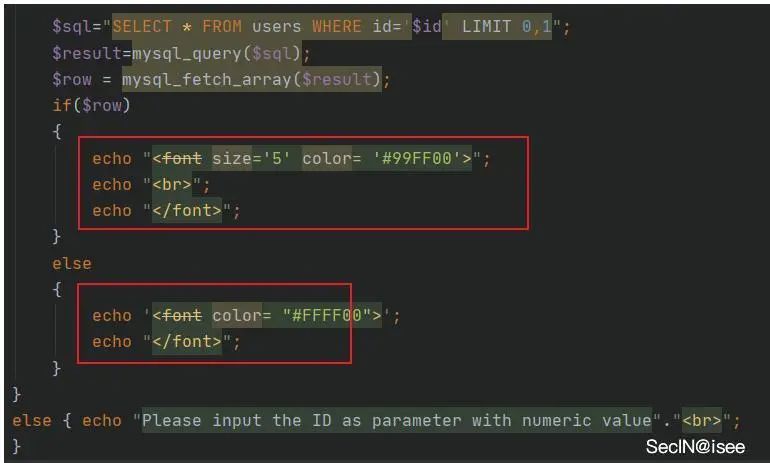 $sql="SELECT * FROM users WHERE id='$id' LIMIT 0,1";
$result=mysql_query($sql);
$row = mysql_fetch_array($result);
if($row)
{
echo "<font size='5' color= '#99FF00'>";
echo "<br>";
echo "</font>";
}
else
{
echo '<font color= "#FFFF00">';
echo "</font>";
}
}
else { echo "Please input the ID as parameter with numeric value"."<br>";
}
SecIN@isee